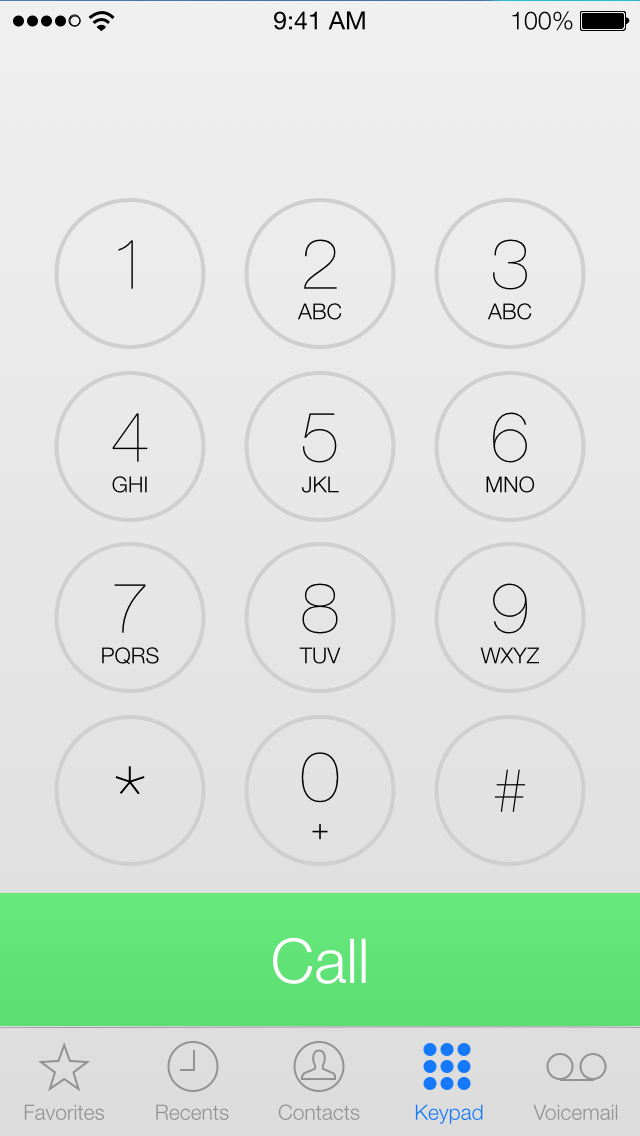 9:41 AM 100%
1 2 3
ABC ABC
4 5 6
GHI JKL MNO
7 8 9
PQRS TUV WXYZ
* 0 #
+
Call
Favorites Recents Contacts Keypad Voicemail